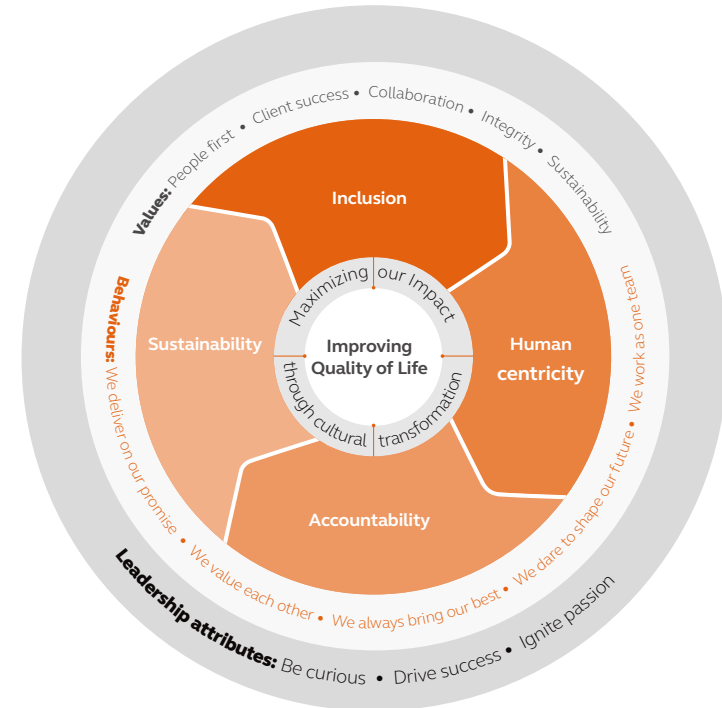 Values: People first • Client success • Collaboration • Integrity • Sustainability
Inclusion
Human
centricity
Accountability
Sustainability
Maximizing our Impact
through cultural transformation
Improving
Quality of Life
Behaviours: We deliver on our promise • We value each other • We always bring our best • We dare to shape our future • We work as one team
Leadership attributes: Be curious • Drive success • Ignite passion